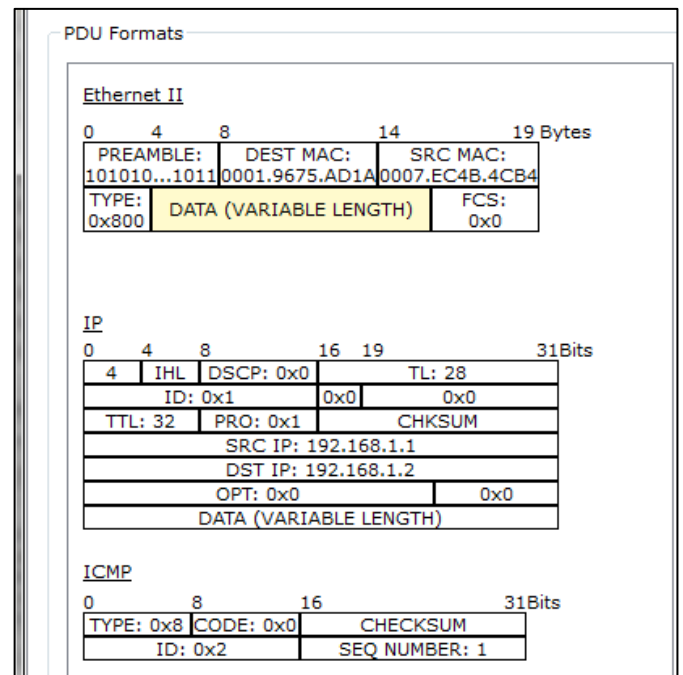 PDU Formats
Ethernet II
0 4 8 14 19 Bytes
PREAMBLE: DEST MAC: SRC MAC:
101010...1011 0001.9675.AD1A 0007.EC4B.4CB4
TYPE: DATA (VARIABLE LENGTH) FCS:
0x800 0x0
IP
0 4 8 16 19 31Bits
4 IHL DSCP: 0x0 TL: 28
ID: 0x1 0x0 0x0
TTL: 32 PRO: 0x1 CHKSUM
SRC IP: 192.168.1.1
DST IP: 192.168.1.2
OPT: 0x0 0x0
DATA (VARIABLE LENGTH)
ICMP
0 8 16 31Bits
TYPE: 0x8 CODE: 0x0 CHECKSUM
ID: 0x2 SEQ NUMBER: 1